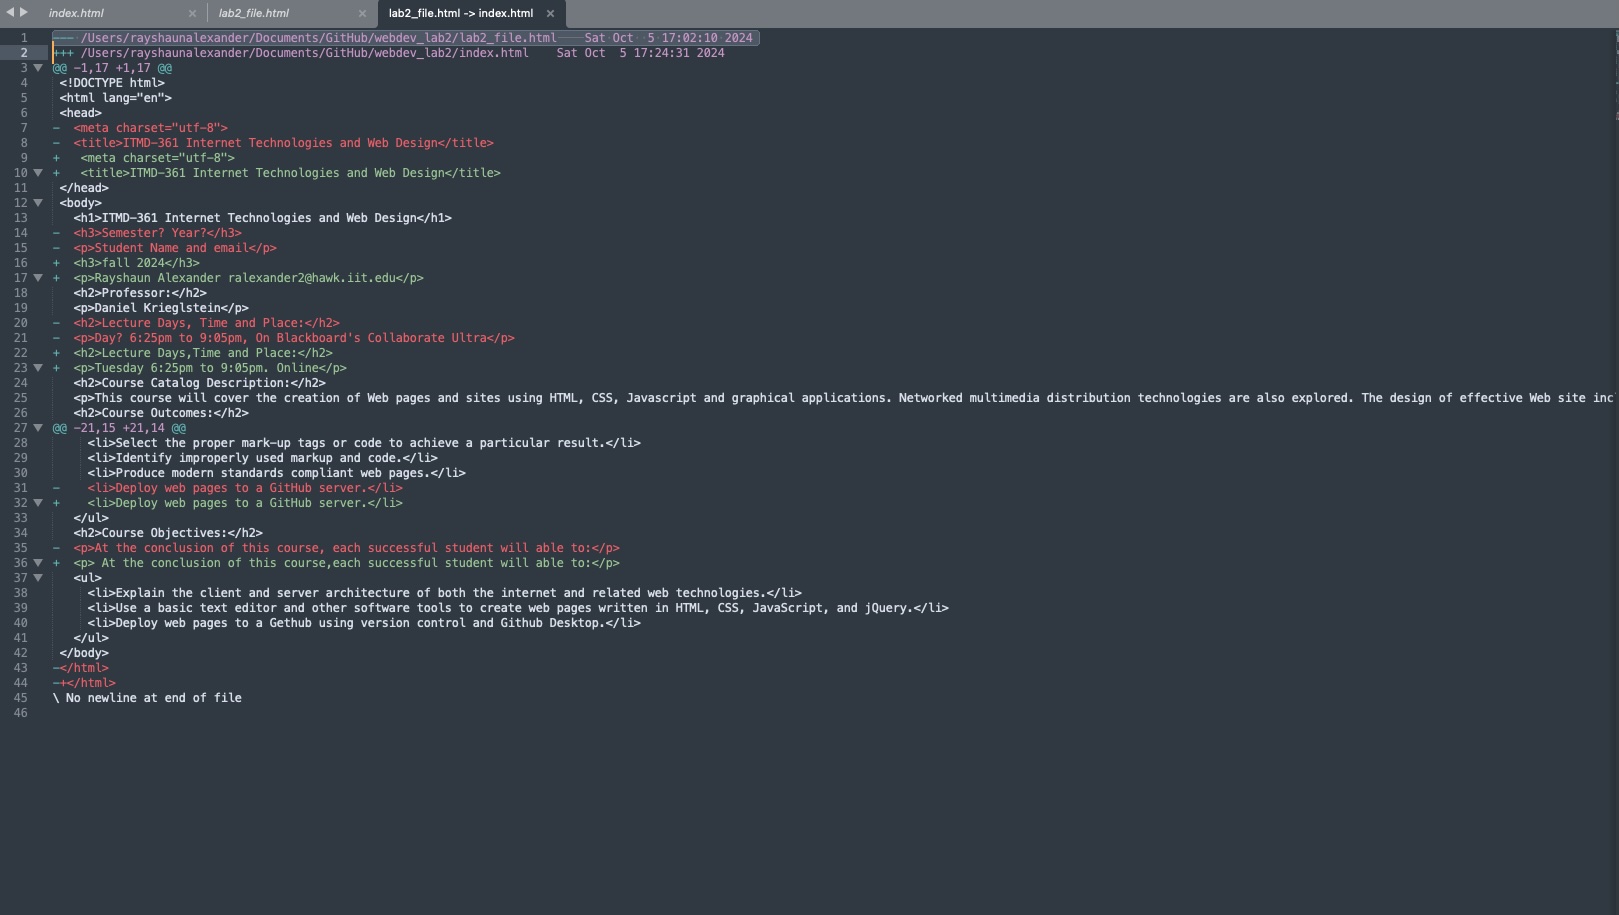 index.html
lab2_file.html
lab2_file.html -> index.html
1 --- /Users/rayshaunalexander/Documents/GitHub/webdev_lab2/lab2_file.html Sat Oct  5 17:02:10 2024
2 +++ /Users/rayshaunalexander/Documents/GitHub/webdev_lab2/index.html Sat Oct  5 17:24:31 2024
3 @@ -1,17 +1,17 @@
4  <!DOCTYPE html>
5  <html lang="en">
6  <head>
7 -  <meta charset="utf-8">
8 -  <title>ITMD-361 Internet Technologies and Web Design</title>
9 +   <meta charset="utf-8">
10 +   <title>ITMD-361 Internet Technologies and Web Design</title>
11  </head>
12  <body>
13    <h1>ITMD-361 Internet Technologies and Web Design</h1>
14 -  <h3>Semester? Year?</h3>
15 -  <p>Student Name and email</p>
16 +  <h3>fall 2024</h3>
17 +  <p>Rayshaun Alexander ralexander2@hawk.iit.edu</p>
18    <h2>Professor:</h2>
19    <p>Daniel Krieglstein</p>
20 -  <h2>Lecture Days, Time and Place:</h2>
21 -  <p>Day? 6:25pm to 9:05pm, On Blackboard's Collaborate Ultra</p>
22 +  <h2>Lecture Days,Time and Place:</h2>
23 +  <p>Tuesday 6:25pm to 9:05pm. Online</p>
24    <h2>Course Catalog Description:</h2>
25    <p>This course will cover the creation of Web pages and sites using HTML, CSS, Javascript and graphical applications. Networked multimedia distribution technologies are also explored. The design of effective Web site inc
26    <h2>Course Outcomes:</h2>
27 @@ -21,15 +21,14 @@
28      <li>Select the proper mark-up tags or code to achieve a particular result.</li>
29      <li>Identify improperly used markup and code.</li>
30      <li>Produce modern standards compliant web pages.</li>
31 -    <li>Deploy web pages to a GitHub server.</li>
32 +    <li>Deploy web pages to a GitHub server.</li>
33    </ul>
34    <h2>Course Objectives:</h2>
35 -  <p>At the conclusion of this course, each successful student will able to:</p>
36 +  <p> At the conclusion of this course,each successful student will able to:</p>
37    <ul>
38      <li>Explain the client and server architecture of both the internet and related web technologies.</li>
39      <li>Use a basic text editor and other software tools to create web pages written in HTML, CSS, JavaScript, and jQuery.</li>
40      <li>Deploy web pages to a Gethub using version control and Github Desktop.</li>
41    </ul>
42  </body>
43 -</html>
44 -+</html>
45 \ No newline at end of file
46